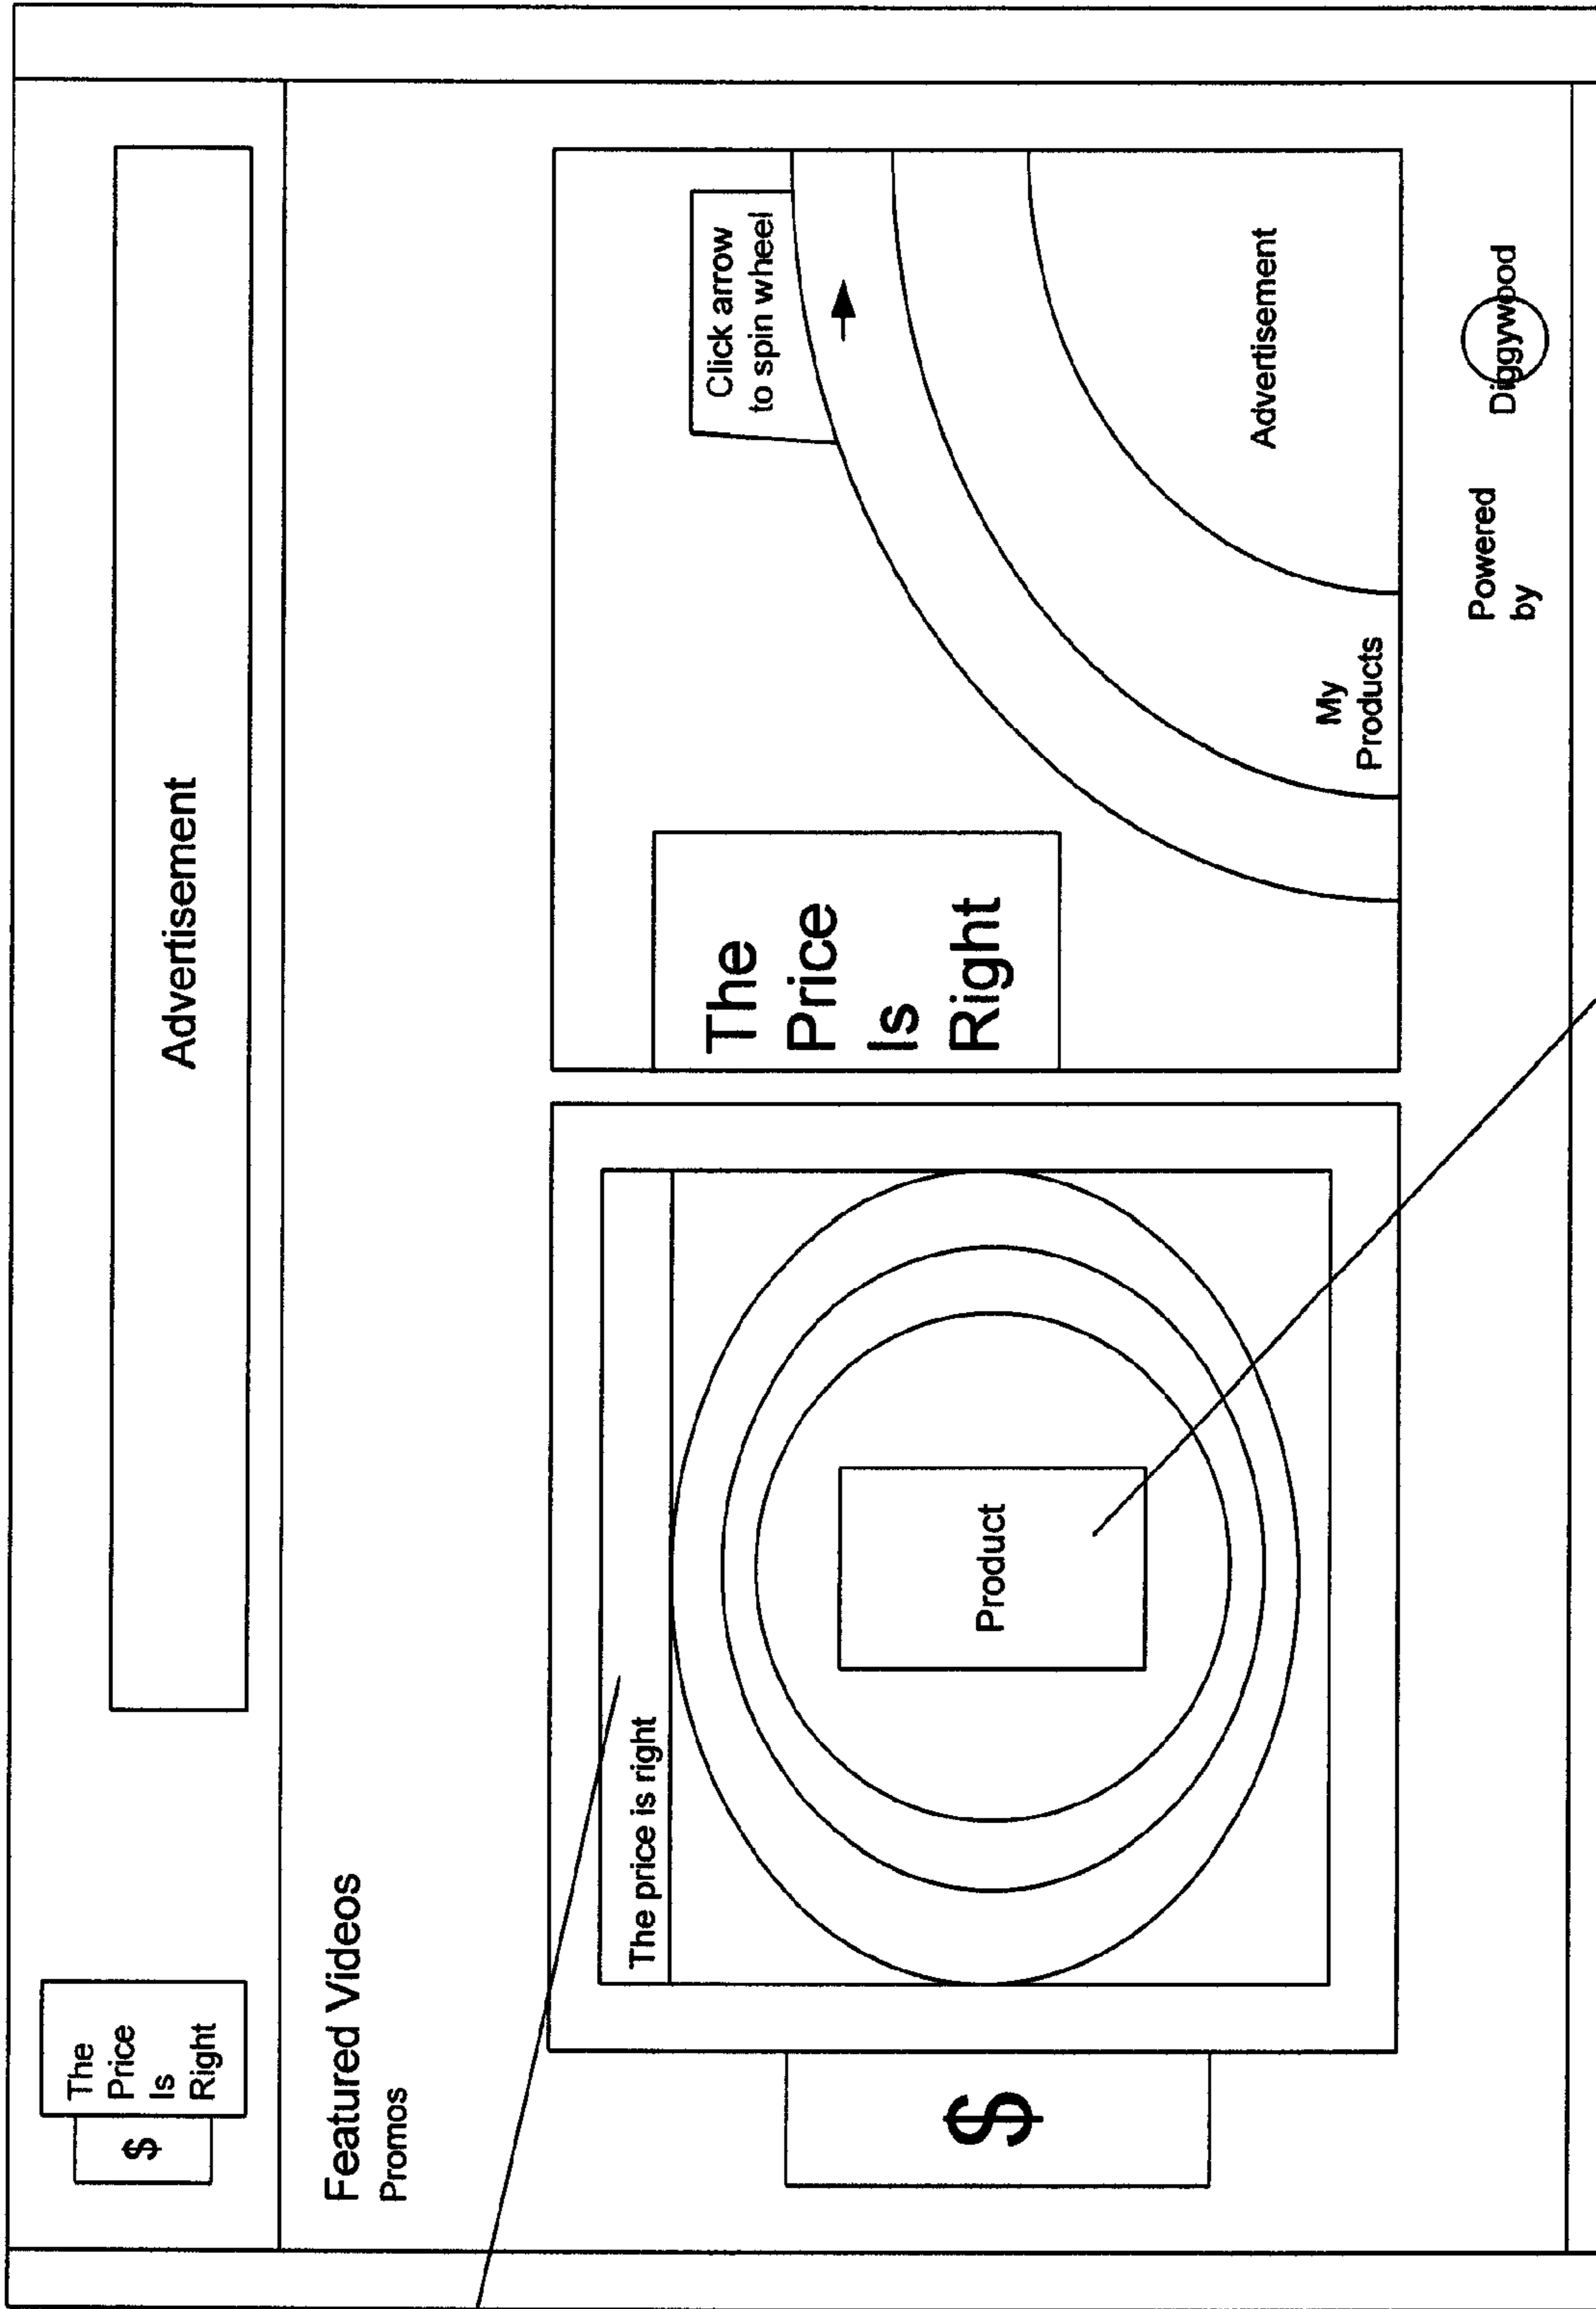 $
The
Price
Is
Right
Advertisement
Featured Videos
Promos
$
The price is right
Product
The
Price
Is
Right
Click arrow
to spin wheel
My
Products
Advertisement
Powered
by
Diggywood